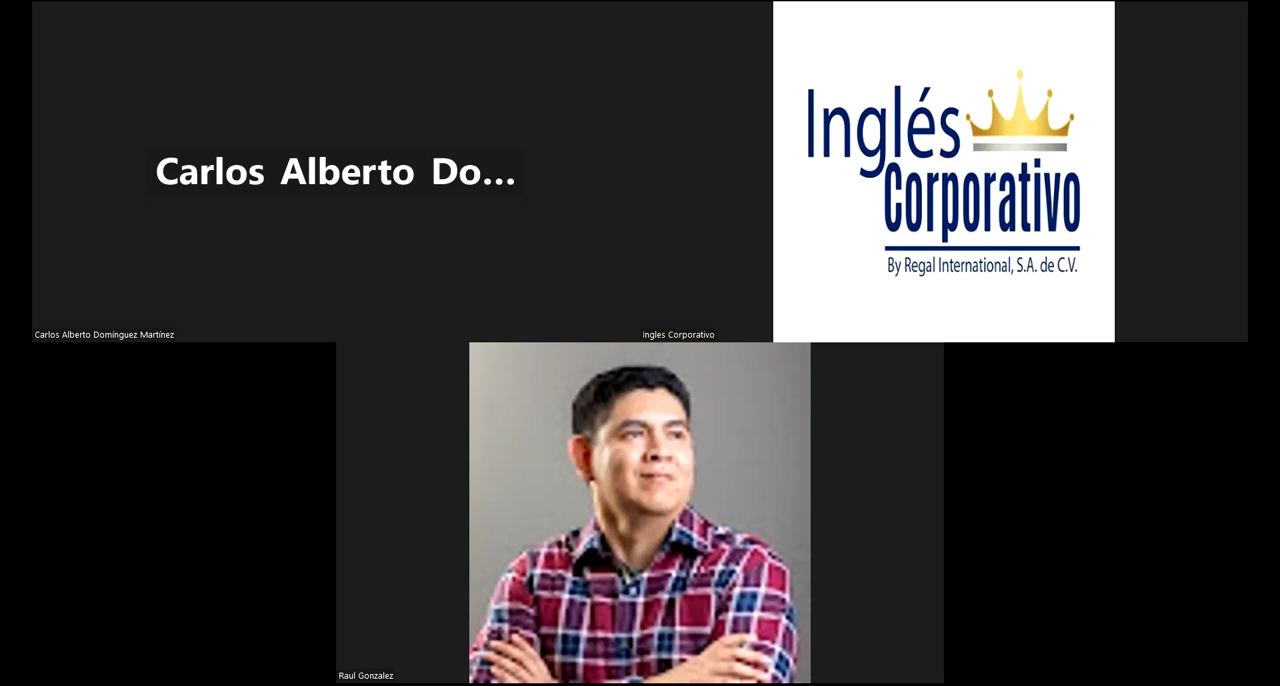 Carlos Alberto Do...
Carlos Alberto Domínguez Martínez
Inglés
Corporativo
By Regal International, S.A. de C.V.
Ingles Corporativo
Raul Gonzalez